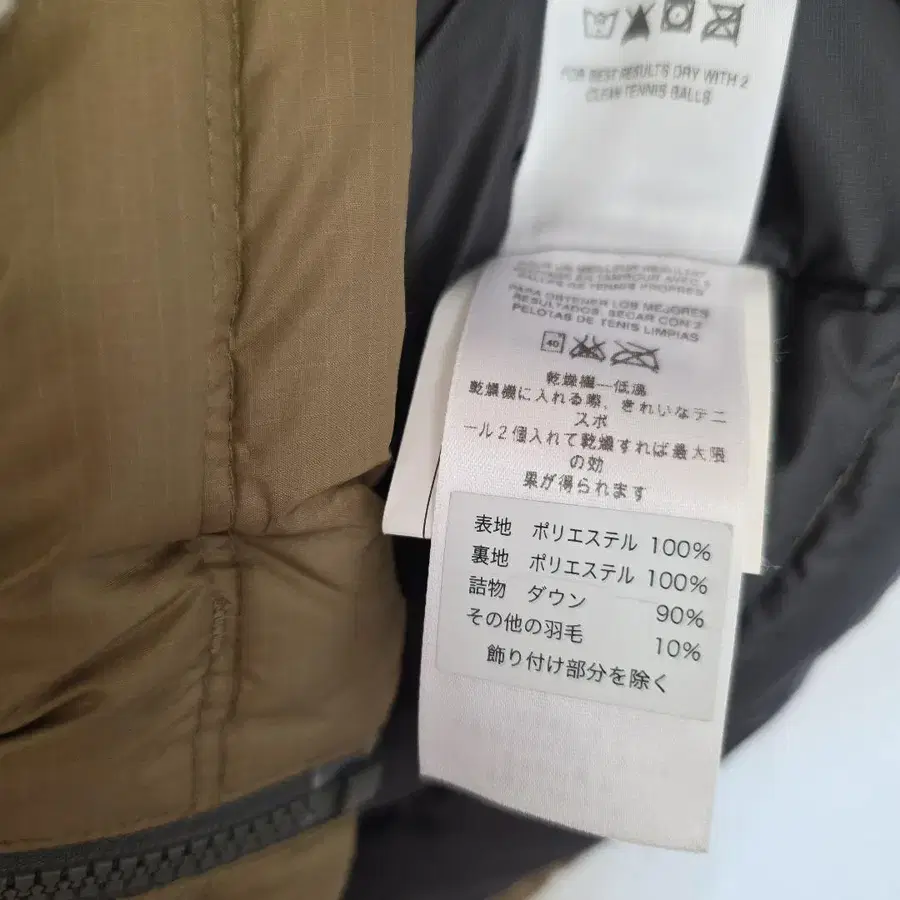 FOR BEST RESULTS DRY WITH 2
CLEAN TENNIS BALLS
PARA OBTENER LOS MEJORES
RESULTADOS, SECAR CON 2
PELOTAS DE TENIS LIMPIAS
40
乾燥機—低温
乾燥機に入れる際、きれいなテニ
スボ
ール2個入れて乾燥すれば最大限
の効
果が得られます
表地 ポリエステル 100%
裏地 ポリエステル 100%
詰物 ダウン 90%
その他の羽毛 10%
飾り付け部分を除く